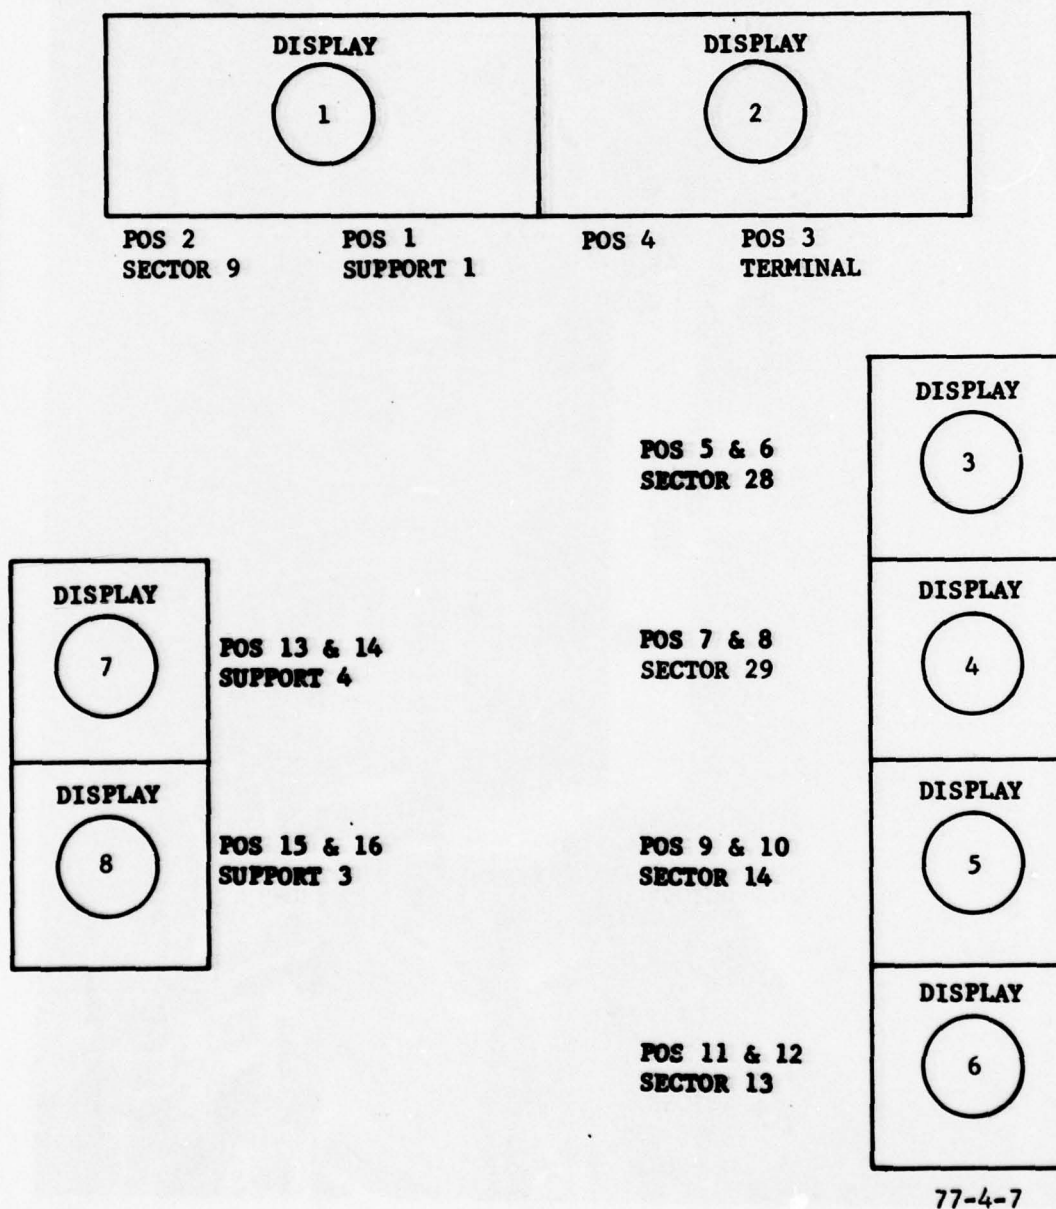 DISPLAY
1
DISPLAY
2
POS 2
SECTOR 9
POS 1
SUPPORT 1
POS 4
POS 3
TERMINAL
DISPLAY
3
POS 5 & 6
SECTOR 28
DISPLAY
7
POS 13 & 14
SUPPORT 4
POS 7 & 8
SECTOR 29
DISPLAY
4
DISPLAY
8
POS 15 & 16
SUPPORT 3
POS 9 & 10
SECTOR 14
DISPLAY
5
POS 11 & 12
SECTOR 13
DISPLAY
6
77-4-7